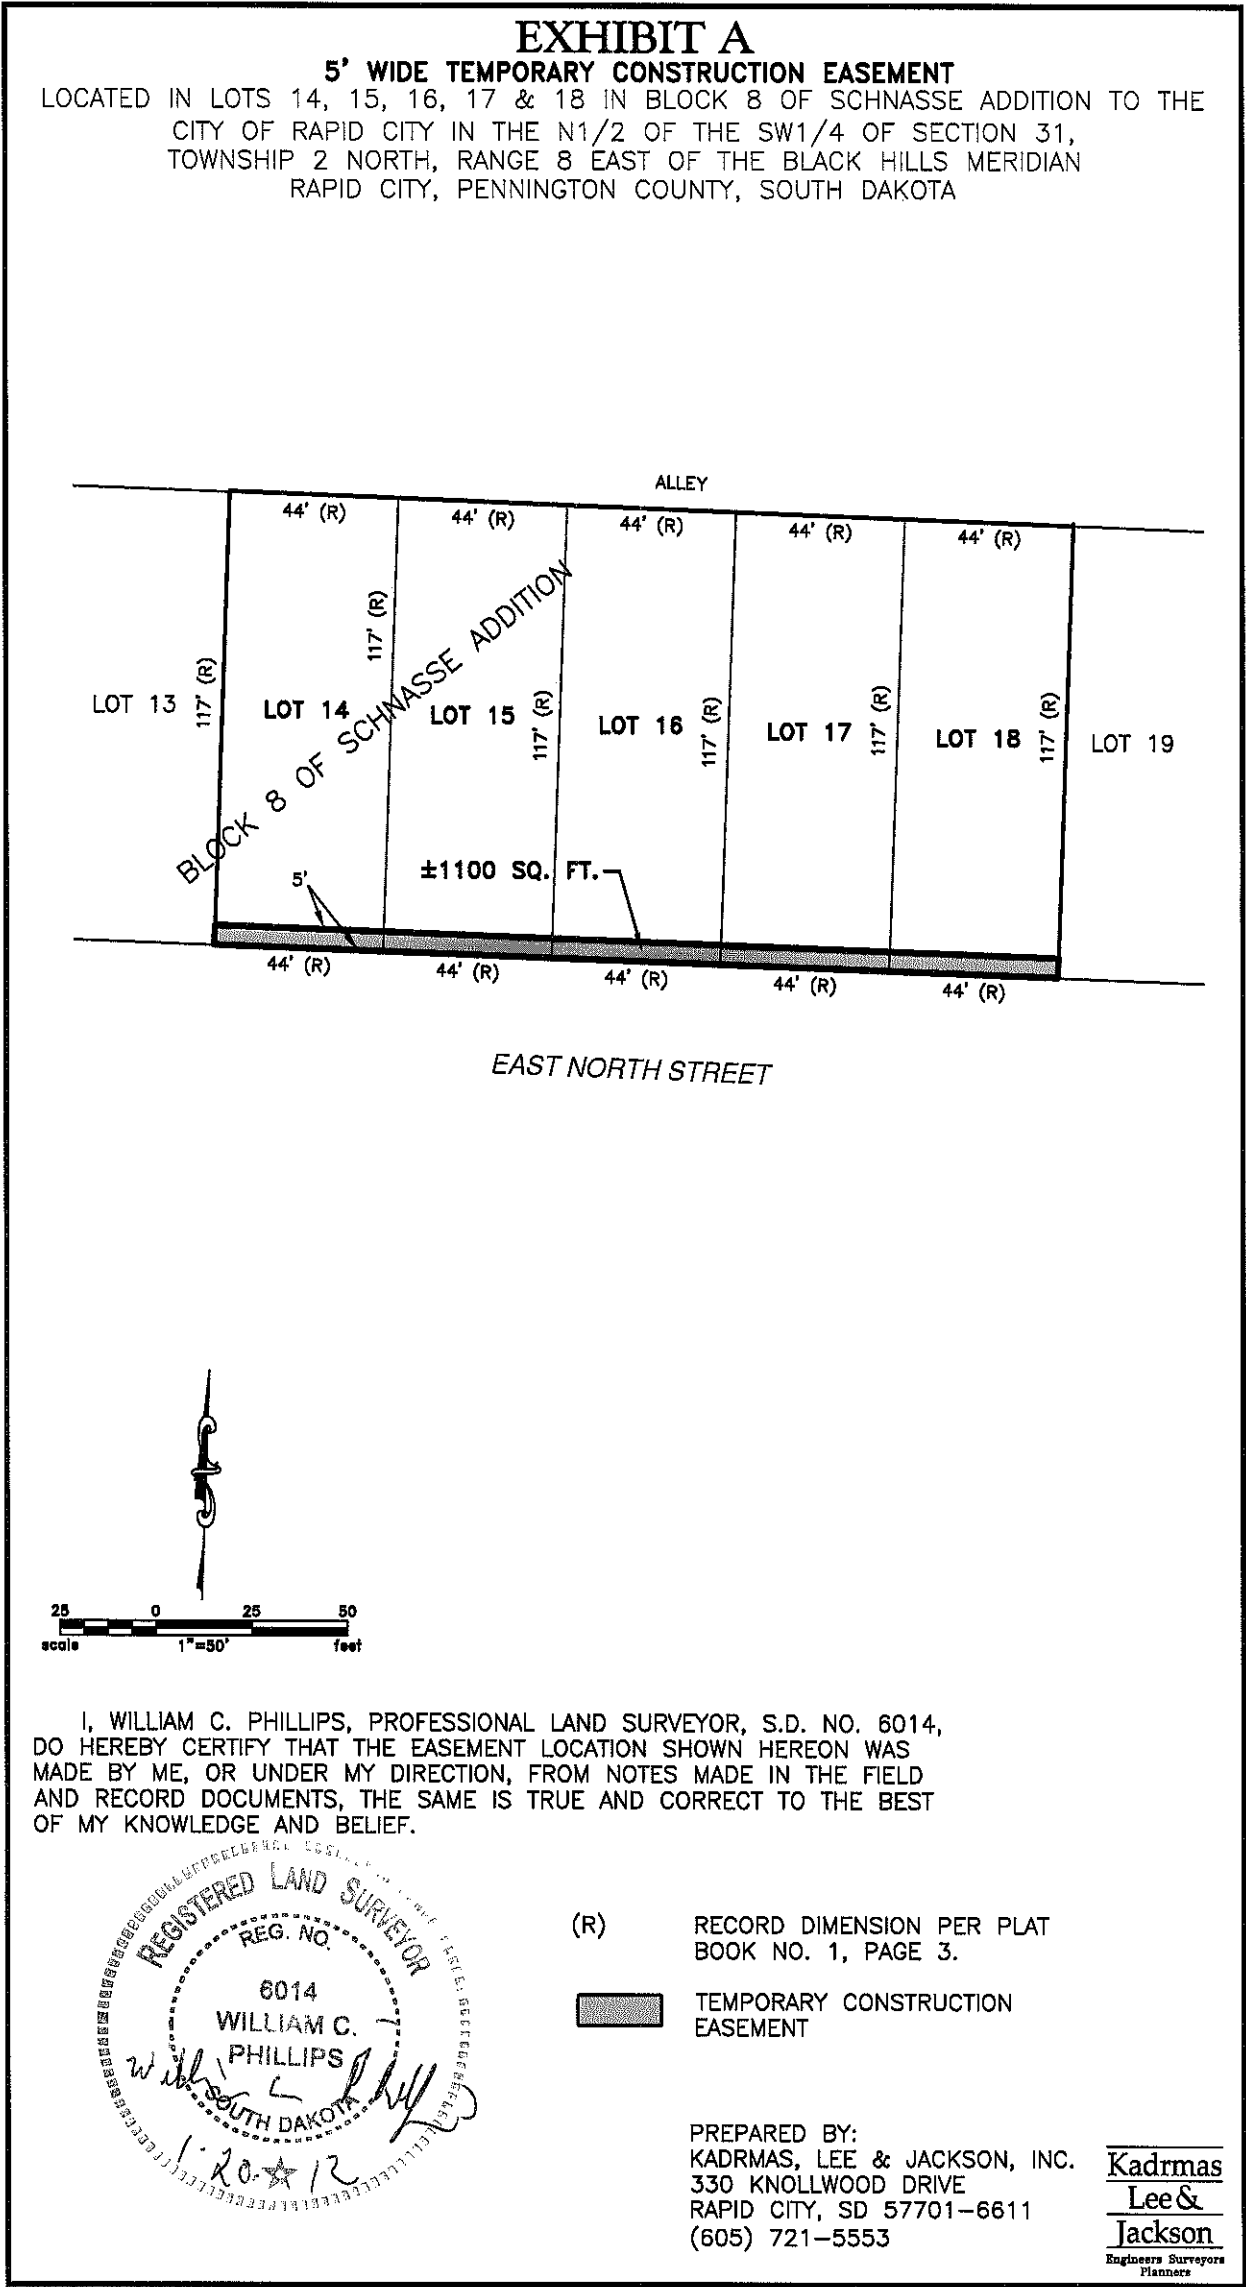 EXHIBIT A
5' WIDE TEMPORARY CONSTRUCTION EASEMENT
LOCATED IN LOTS 14, 15, 16, 17 & 18 IN BLOCK 8 OF SCHNASSE ADDITION TO THE
CITY OF RAPID CITY IN THE N1/2 OF THE SW1/4 OF SECTION 31,
TOWNSHIP 2 NORTH, RANGE 8 EAST OF THE BLACK HILLS MERIDIAN
RAPID CITY, PENNINGTON COUNTY, SOUTH DAKOTA
ALLEY
44' (R)
44' (R)
44' (R)
44' (R)
44' (R)
BLOCK 8 OF SCHNASSE ADDITION
LOT 13
117' (R)
LOT 14
117' (R)
LOT 15
117' (R)
LOT 16
117' (R)
LOT 17
117' (R)
LOT 18
117' (R)
LOT 19
±1100 SQ. FT.
5'
44' (R)
44' (R)
44' (R)
44' (R)
44' (R)
EAST NORTH STREET
25 0 25 50
scale 1"=50' feet
I, WILLIAM C. PHILLIPS, PROFESSIONAL LAND SURVEYOR, S.D. NO. 6014,
DO HEREBY CERTIFY THAT THE EASEMENT LOCATION SHOWN HEREON WAS
MADE BY ME, OR UNDER MY DIRECTION, FROM NOTES MADE IN THE FIELD
AND RECORD DOCUMENTS, THE SAME IS TRUE AND CORRECT TO THE BEST
OF MY KNOWLEDGE AND BELIEF.
REGISTERED LAND SURVEYOR
REG. NO.
6014
WILLIAM C.
PHILLIPS
SOUTH DAKOTA
1-20-12
(R) RECORD DIMENSION PER PLAT
BOOK NO. 1, PAGE 3.
TEMPORARY CONSTRUCTION
EASEMENT
PREPARED BY:
KADRMAS, LEE & JACKSON, INC.
330 KNOLLWOOD DRIVE
RAPID CITY, SD 57701-6611
(605) 721-5553
Kadrmas
Lee &
Jackson
Engineers Surveyors
Planners